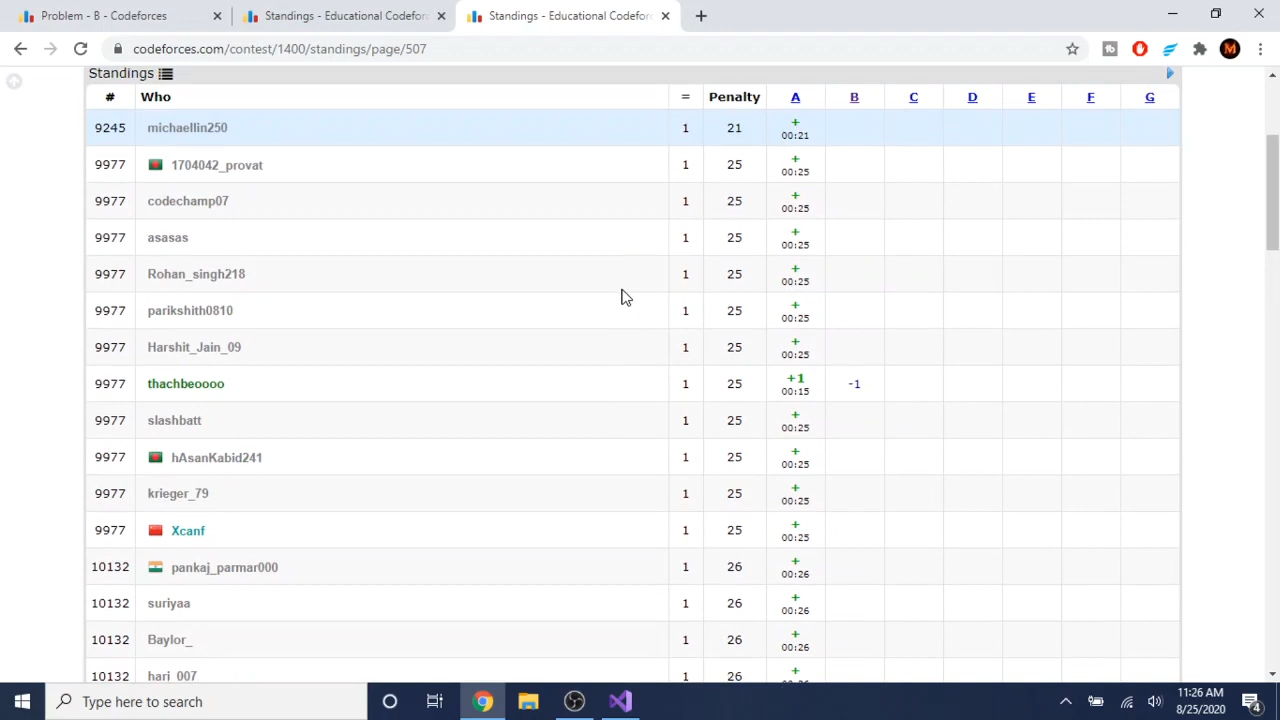 Problem - B - Codeforces
Standings - Educational Codefor
Standings - Educational Codefor
codeforces.com/contest/1400/standings/page/507
Standings
# Who = Penalty A B C D E F G
9245 michaellin250 1 21 +
00:21
9977 1704042_provat 1 25 +
00:25
9977 codechamp07 1 25 +
00:25
9977 asasas 1 25 +
00:25
9977 Rohan_singh218 1 25 +
00:25
9977 parikshith0810 1 25 +
00:25
9977 Harshit_Jain_09 1 25 +
00:25
9977 thachbeoooo 1 25 +1 -1
00:15
9977 slashbatt 1 25 +
00:25
9977 hAsanKabid241 1 25 +
00:25
9977 krieger_79 1 25 +
00:25
9977 Xcanf 1 25 +
00:25
10132 pankaj_parmar000 1 26 +
00:26
10132 suriyaa 1 26 +
00:26
10132 Baylor_ 1 26 +
00:26
10132 hari_007 1 26 +
Type here to search
11:26 AM
8/25/2020
4